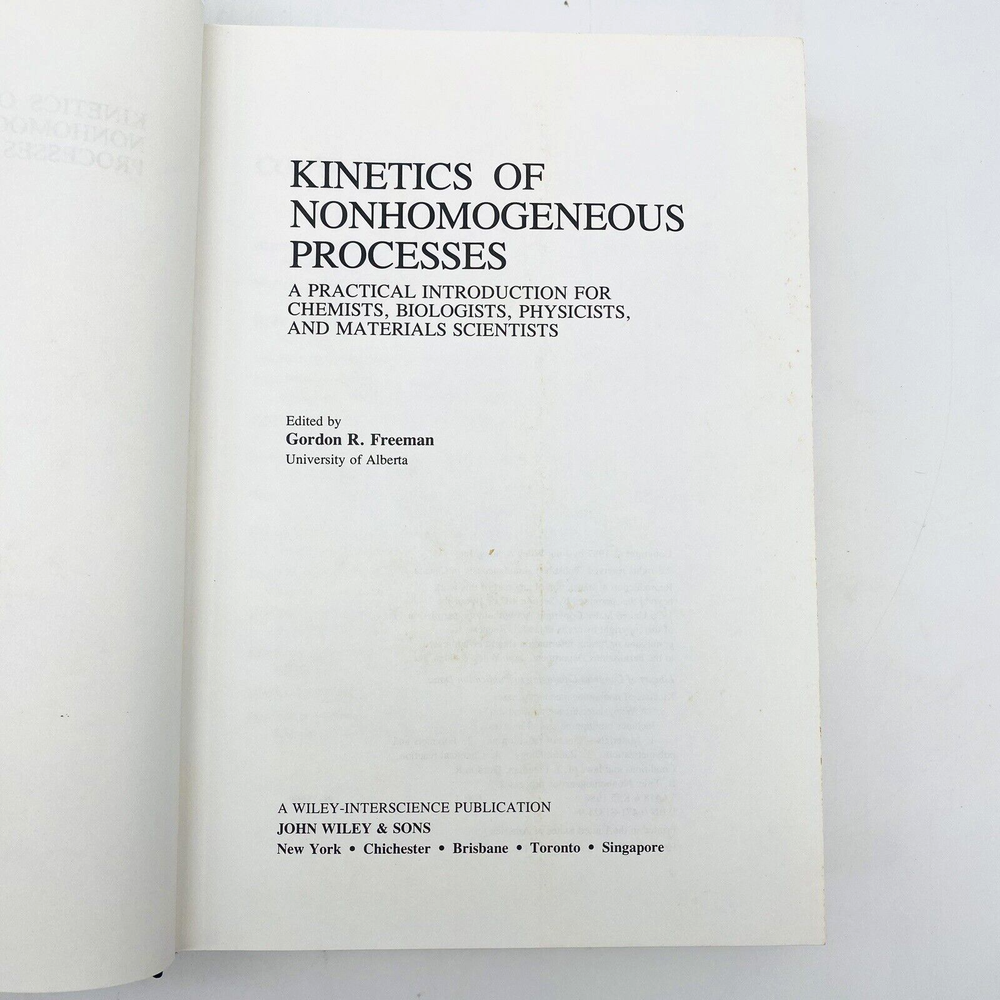 KINETICS OF
NONHOMOGENEOUS
PROCESSES
A PRACTICAL INTRODUCTION FOR
CHEMISTS, BIOLOGISTS, PHYSICISTS,
AND MATERIALS SCIENTISTS
Edited by
Gordon R. Freeman
University of Alberta
A WILEY-INTERSCIENCE PUBLICATION
JOHN WILEY & SONS
New York • Chichester • Brisbane • Toronto • Singapore